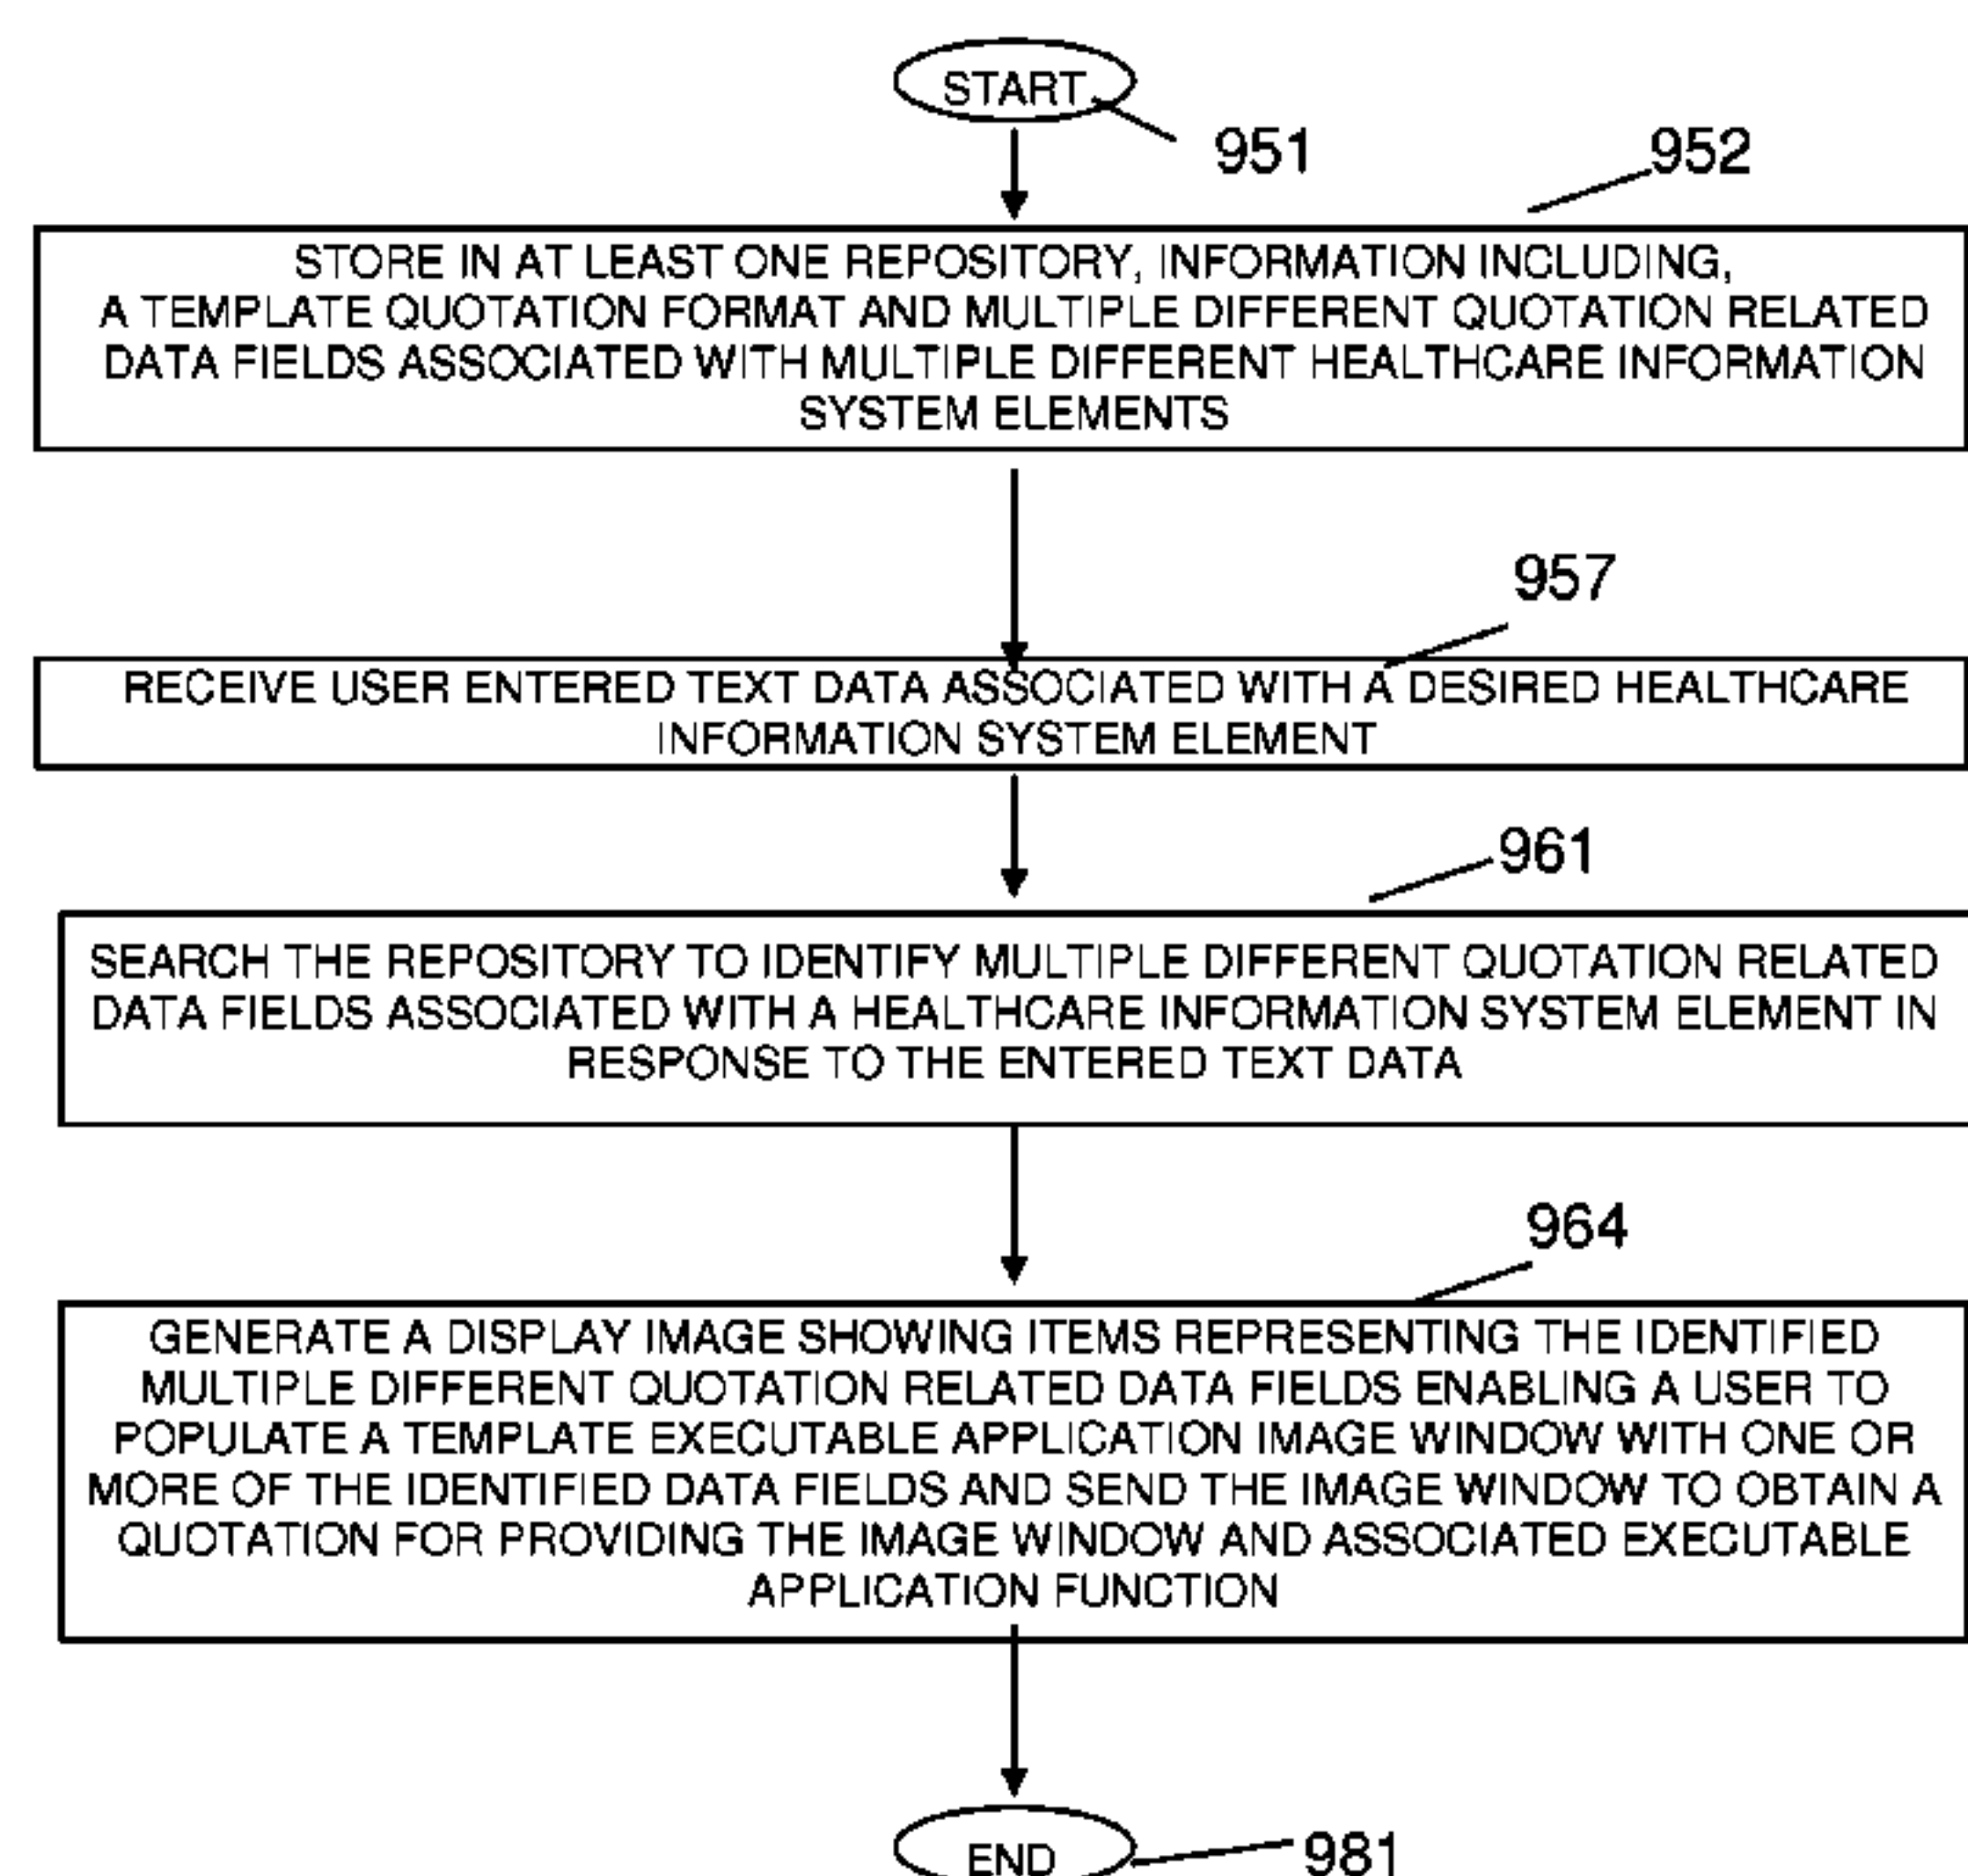 START
951
952
STORE IN AT LEAST ONE REPOSITORY, INFORMATION INCLUDING,
A TEMPLATE QUOTATION FORMAT AND MULTIPLE DIFFERENT QUOTATION RELATED
DATA FIELDS ASSOCIATED WITH MULTIPLE DIFFERENT HEALTHCARE INFORMATION
SYSTEM ELEMENTS
957
RECEIVE USER ENTERED TEXT DATA ASSOCIATED WITH A DESIRED HEALTHCARE
INFORMATION SYSTEM ELEMENT
961
SEARCH THE REPOSITORY TO IDENTIFY MULTIPLE DIFFERENT QUOTATION RELATED
DATA FIELDS ASSOCIATED WITH A HEALTHCARE INFORMATION SYSTEM ELEMENT IN
RESPONSE TO THE ENTERED TEXT DATA
964
GENERATE A DISPLAY IMAGE SHOWING ITEMS REPRESENTING THE IDENTIFIED
MULTIPLE DIFFERENT QUOTATION RELATED DATA FIELDS ENABLING A USER TO
POPULATE A TEMPLATE EXECUTABLE APPLICATION IMAGE WINDOW WITH ONE OR
MORE OF THE IDENTIFIED DATA FIELDS AND SEND THE IMAGE WINDOW TO OBTAIN A
QUOTATION FOR PROVIDING THE IMAGE WINDOW AND ASSOCIATED EXECUTABLE
APPLICATION FUNCTION
END
981